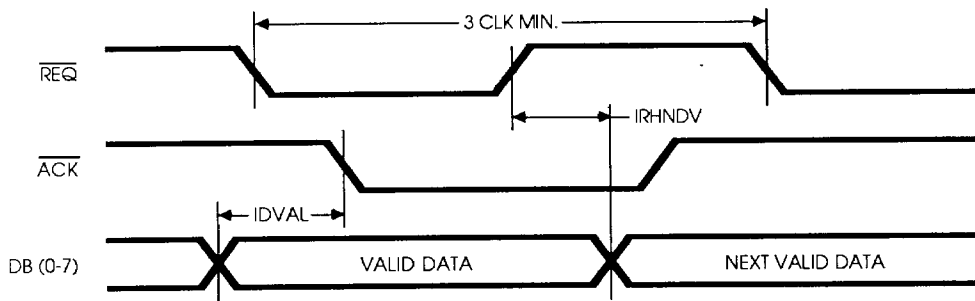 3 CLK MIN.
REQ
IRHNDV
ACK
IDVAL
DB (0-7)
VALID DATA
NEXT VALID DATA